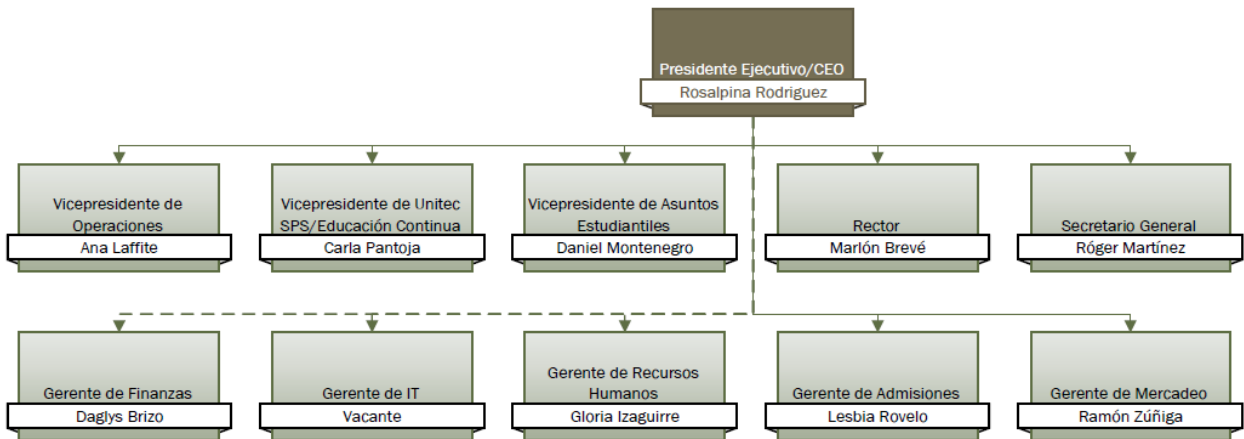 Presidente Ejecutivo/CEO
Rosalpina Rodriguez
Vicepresidente de
Operaciones
Ana Laffite
Vicepresidente de Unitec
SPS/Educación Continua
Carla Pantoja
Vicepresidente de Asuntos
Estudiantiles
Daniel Montenegro
Rector
Marlón Brevé
Secretario General
Róger Martínez
Gerente de Finanzas
Daglys Brizo
Gerente de IT
Vacante
Gerente de Recursos
Humanos
Gloria Izaguirre
Gerente de Admisiones
Lesbia Rovelo
Gerente de Mercadeo
Ramón Zúñiga